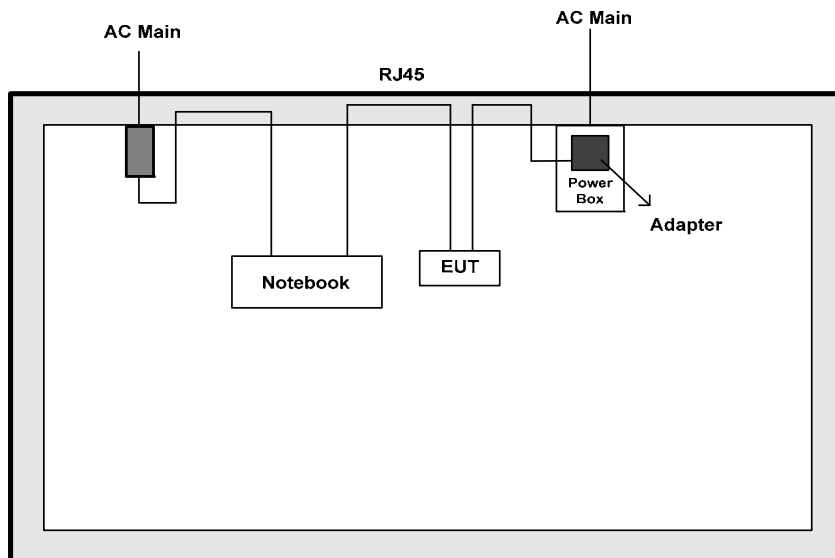 AC Main
AC Main
RJ45
Power
Box
Adapter
EUT
Notebook